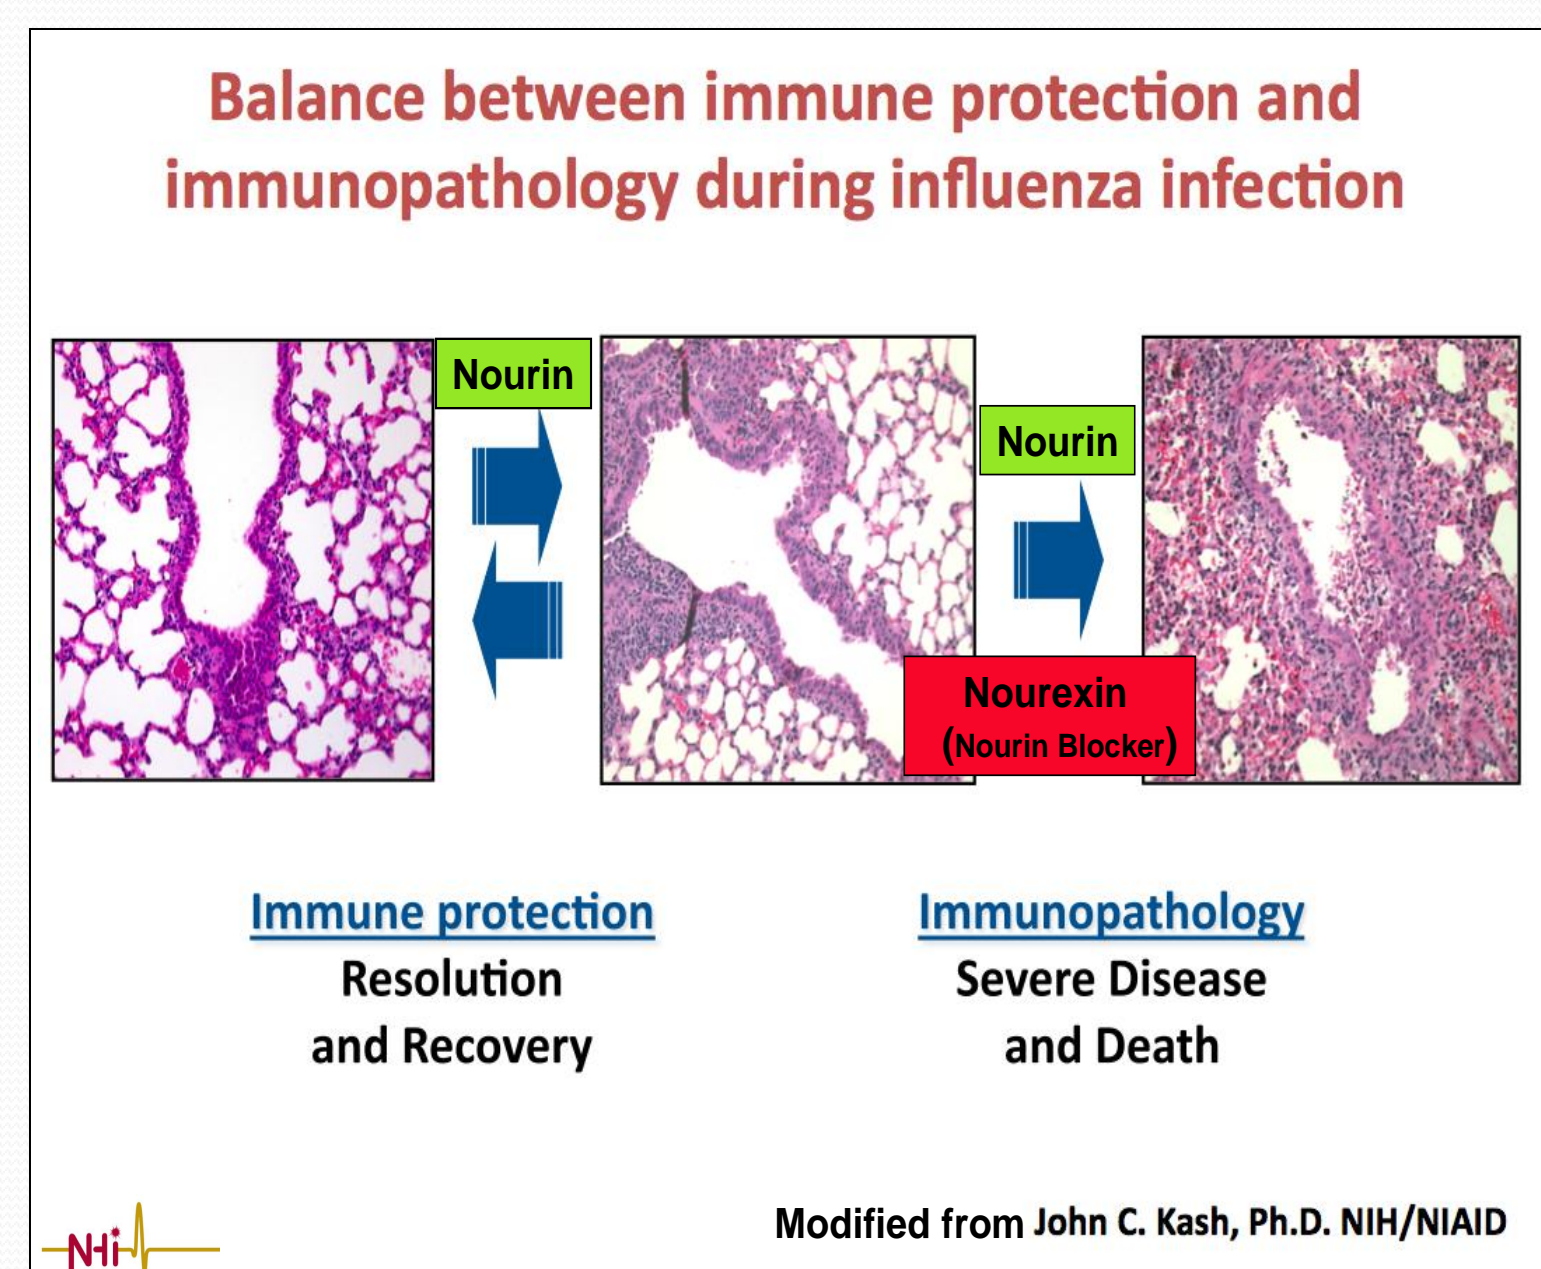 Balance between immune protection and
immunopathology during influenza infection
Nourin
Nourin
Nourexin
(Nourin Blocker)
Immune protection
Resolution
and Recovery
Immunopathology
Severe Disease
and Death
Modified from John C. Kash, Ph.D. NIH/NIAID
NHi